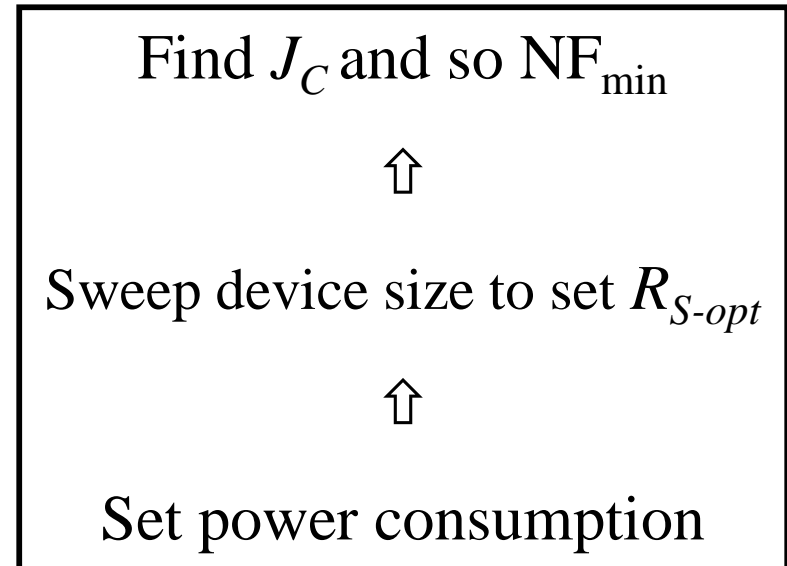 Find J_C and so NF_min
⇧
Sweep device size to set R_S-opt
⇧
Set power consumption